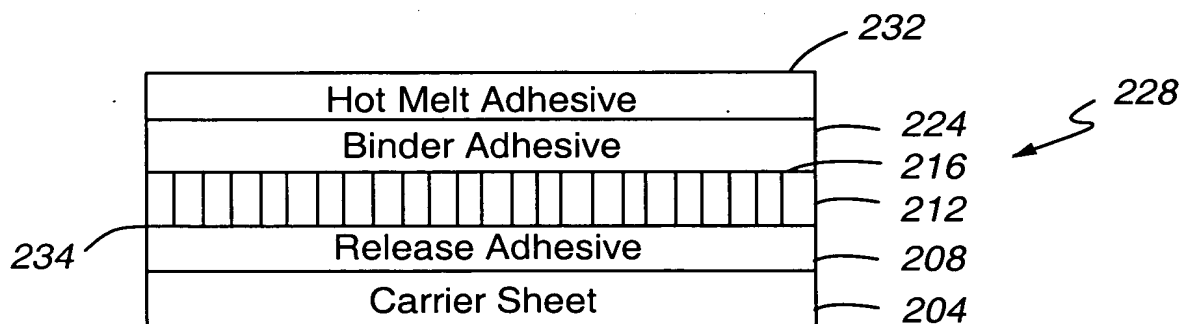 232
Hot Melt Adhesive
228
224
Binder Adhesive
216
212
234
Release Adhesive
208
Carrier Sheet
204